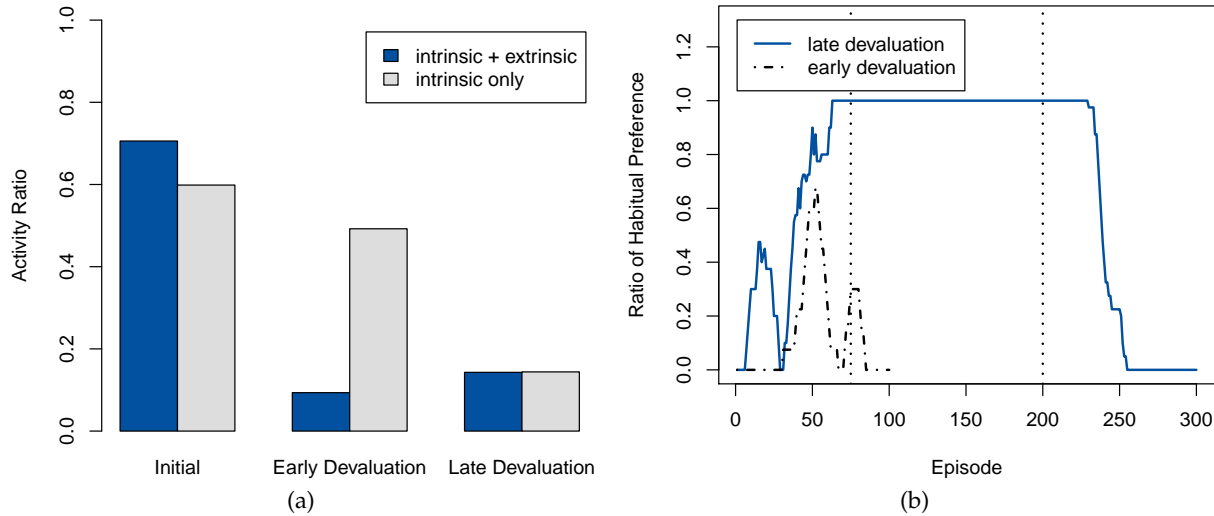 1.0
0.8
0.6
0.4
0.2
0.0
Activity Ratio
intrinsic + extrinsic
intrinsic only
Initial Early Devaluation Late Devaluation
(a)
1.2
1.0
0.8
0.6
0.4
0.2
0.0
Ratio of Habitual Preference
late devaluation
early devaluation
0 50 100 150 200 250 300
Episode
(b)